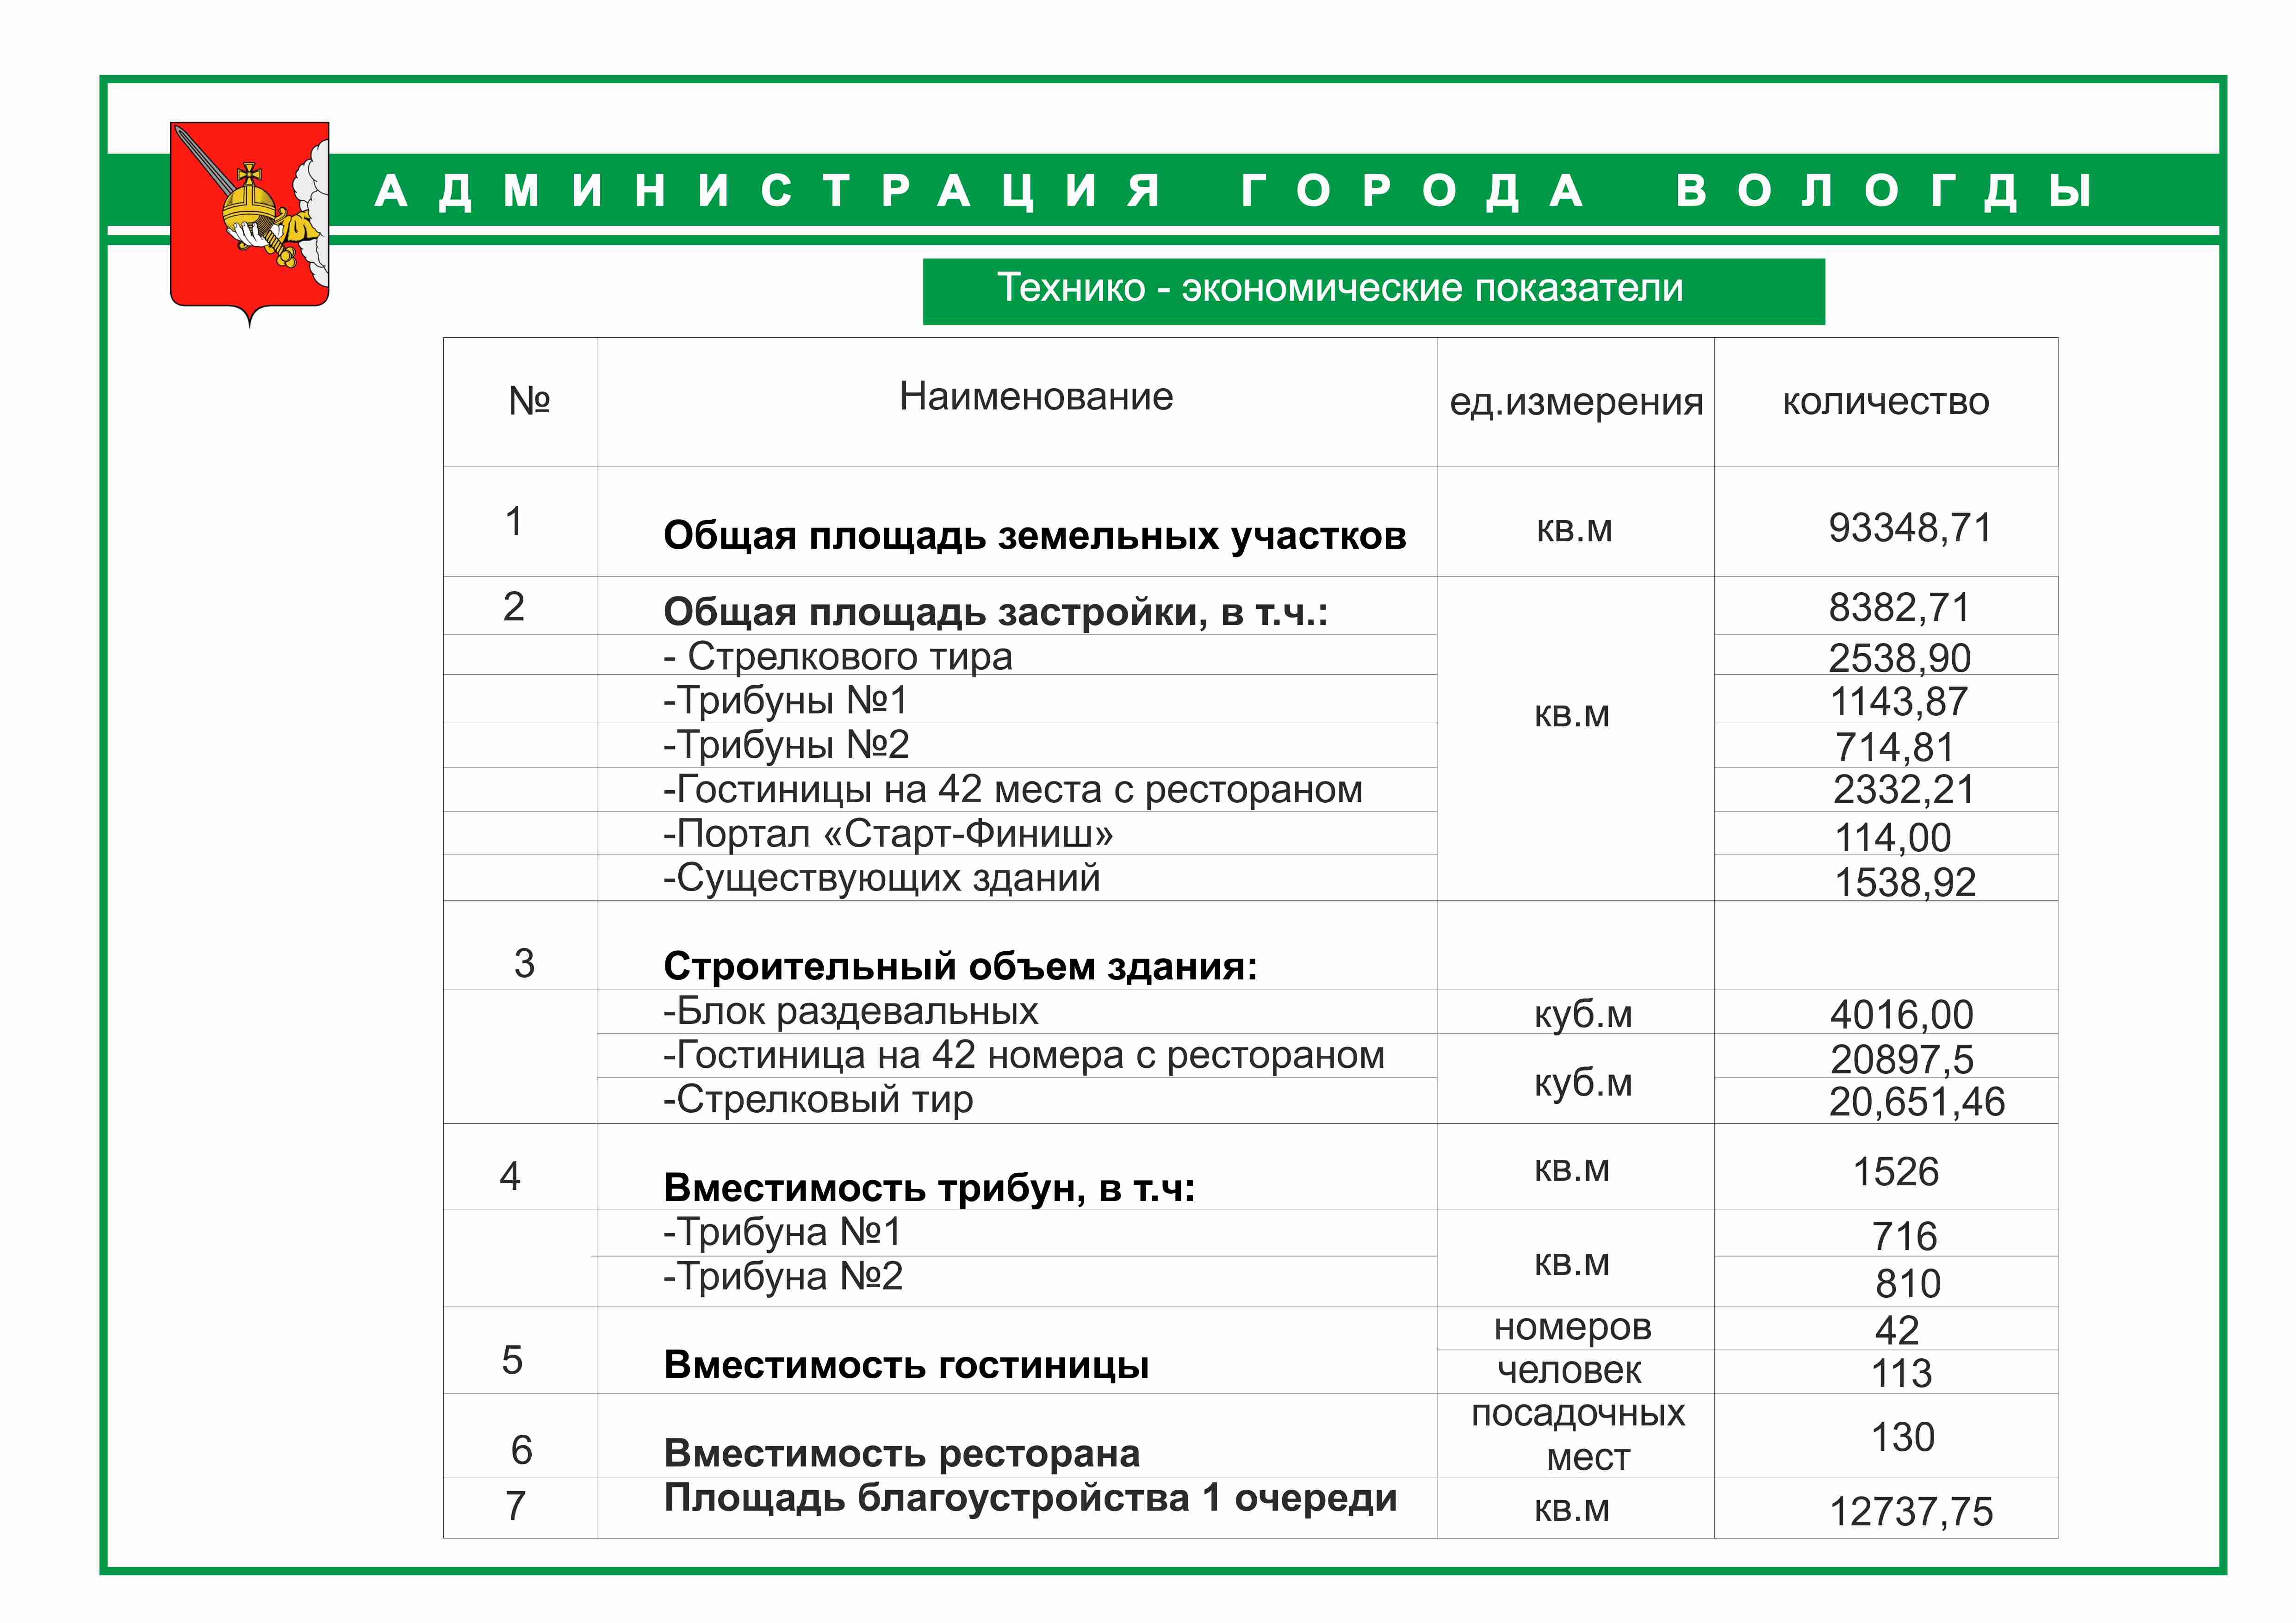 АДМИНИСТРАЦИЯ ГОРОДА ВОЛОГДЫ
Технико - экономические показатели
№ Наименование ед.измерения количество
1 Общая площадь земельных участков кв.м 93348,71
2 Общая площадь застройки, в т.ч.: 8382,71
- Стрелкового тира 2538,90
-Трибуны №1 1143,87
кв.м
-Трибуны №2 714,81
-Гостиницы на 42 места с рестораном 2332,21
-Портал «Старт-Финиш» 114,00
-Существующих зданий 1538,92
3 Строительный объем здания:
-Блок раздевальных куб.м 4016,00
-Гостиница на 42 номера с рестораном 20897,5
куб.м
-Стрелковый тир 20,651,46
4 Вместимость трибун, в т.ч: кв.м 1526
-Трибуна №1 716
кв.м
-Трибуна №2 810
номеров 42
5 Вместимость гостиницы человек 113
посадочных
6 Вместимость ресторана мест 130
7 Площадь благоустройства 1 очереди кв.м 12737,75